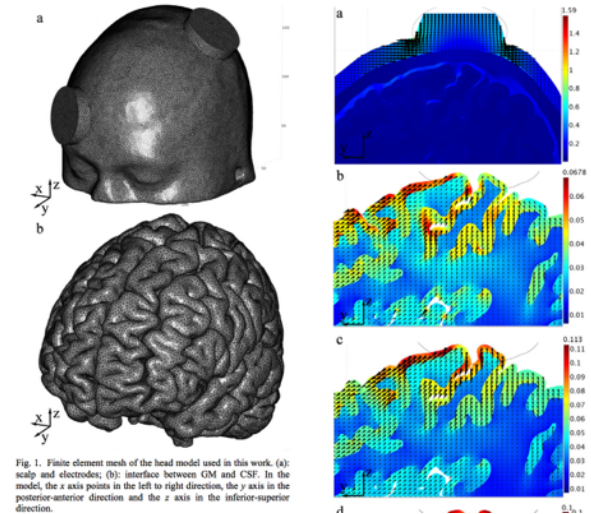 a
x
z
y
b
x
z
y
Fig. 1. Finite element mesh of the head model used in this work. (a):
scalp and electrodes; (b): interface between GM and CSF. In the
model, the x axis points in the left to right direction, the y axis in the
posterior-anterior direction and the z axis in the inferior-superior
direction.
a
1.59
1.4
1.2
1
0.8
0.6
0.4
0.2
b
0.0678
0.06
0.05
0.04
0.03
0.02
0.01
c
0.113
0.11
0.1
0.09
0.08
0.07
0.06
0.05
0.04
0.03
0.02
0.01
d
0.1